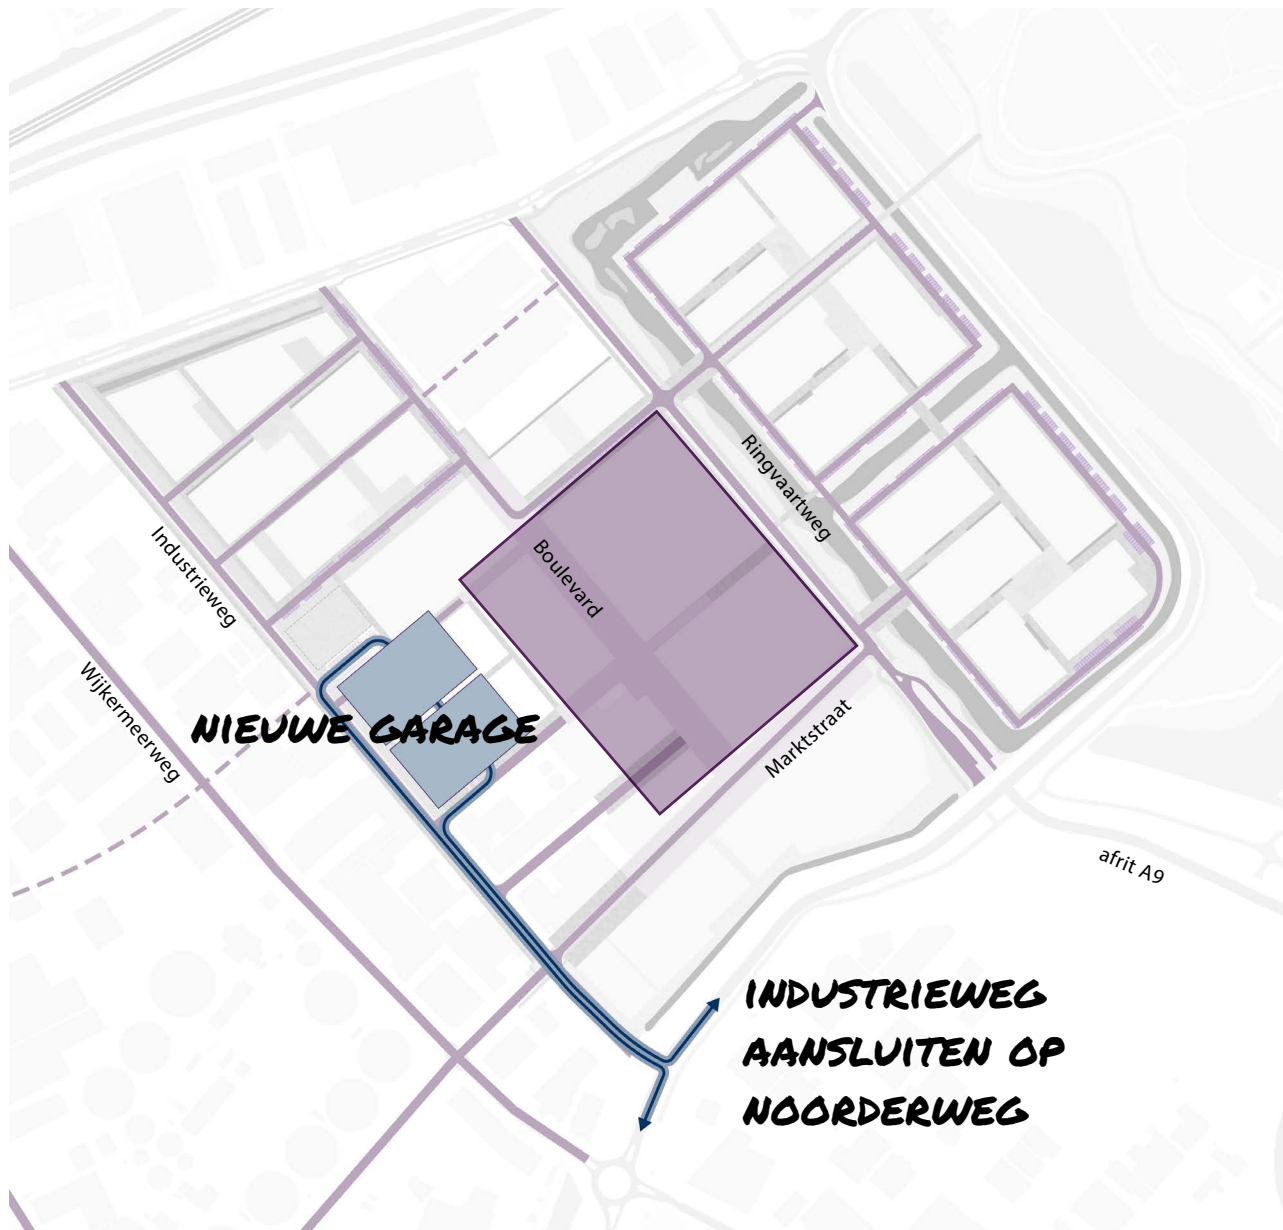 Ringvaartweg
Boulevard
Industrieweg
Wijkermeerweg
NIEUWE GARAGE
Marktstraat
afrit A9
INDUSTRIEWEG
AANSLUITEN OP
NOORDERWEG